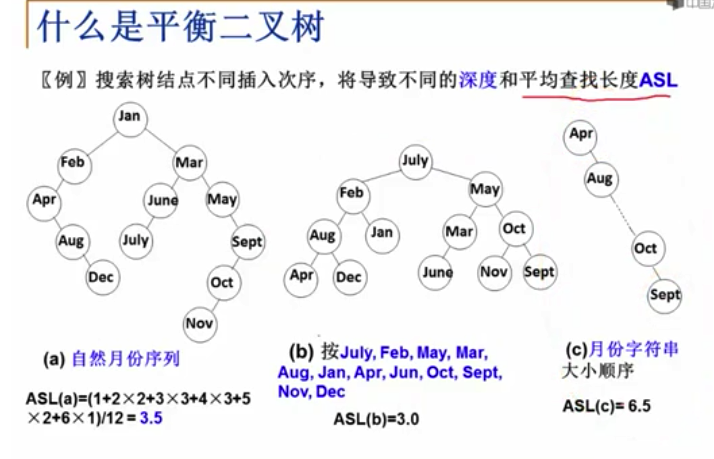 什么是平衡二叉树
〖例〗搜索树结点不同插入次序，将导致不同的深度和平均查找长度ASL
Jan
Feb
Mar
Apr
June
May
Aug
July
Sept
Dec
Oct
Nov
(a) 自然月份序列
ASL(a)=(1+2×2+3×3+4×3+5
×2+6×1)/12 = 3.5
July
Feb
May
Aug
Jan
Mar
Oct
Apr
Dec
June
Nov
Sept
(b) 按July, Feb, May, Mar,
Aug, Jan, Apr, Jun, Oct, Sept,
Nov, Dec
ASL(b)=3.0
Apr
Aug
Oct
Sept
(c)月份字符串
大小顺序
ASL(c)= 6.5